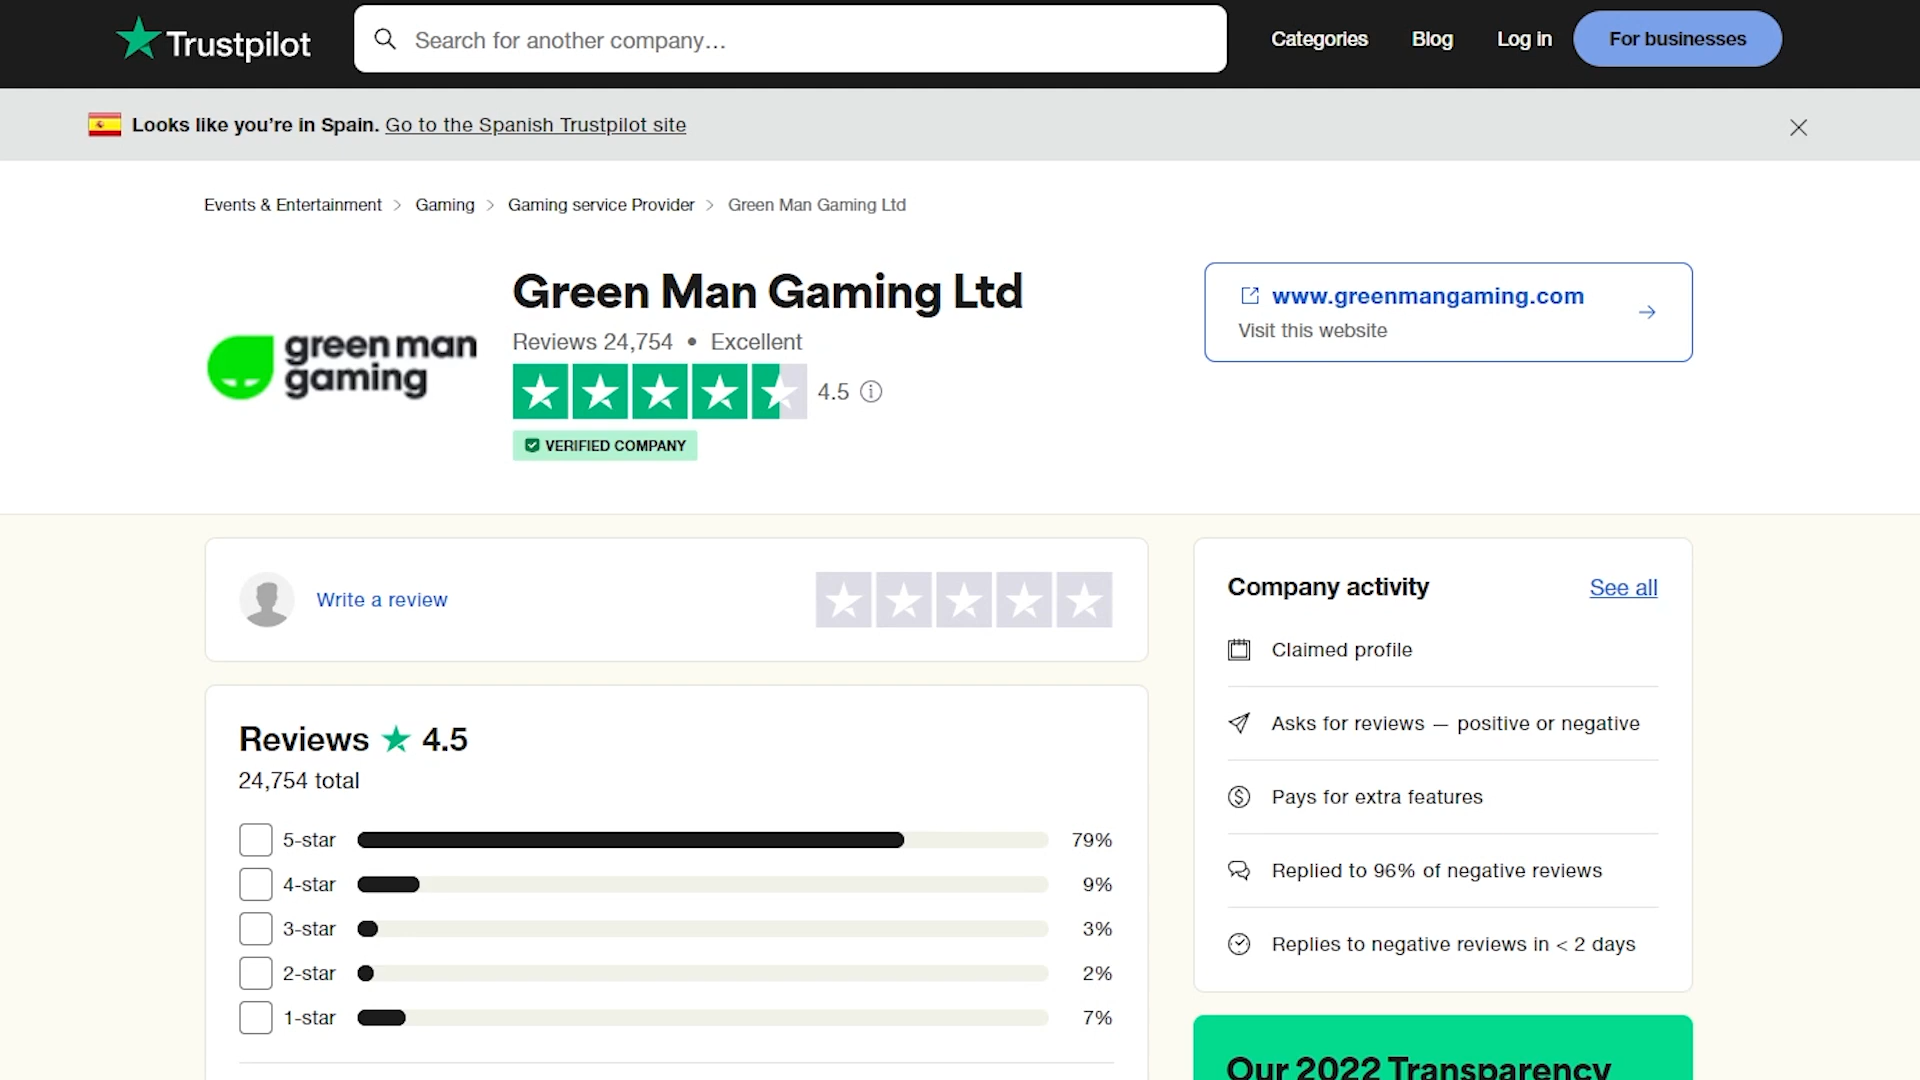 Trustpilot
Search for another company…
Categories
Blog
Log in
For businesses
Looks like you’re in Spain. Go to the Spanish Trustpilot site
Events & Entertainment > Gaming > Gaming service Provider > Green Man Gaming Ltd
green man
gaming
Green Man Gaming Ltd
Reviews 24,754 • Excellent
4.5
VERIFIED COMPANY
www.greenmangaming.com
Visit this website
Write a review
Reviews 4.5
24,754 total
5-star 79%
4-star 9%
3-star 3%
2-star 2%
1-star 7%
Company activity
See all
Claimed profile
Asks for reviews — positive or negative
Pays for extra features
Replied to 96% of negative reviews
Replies to negative reviews in < 2 days
Our 2022 Transparency